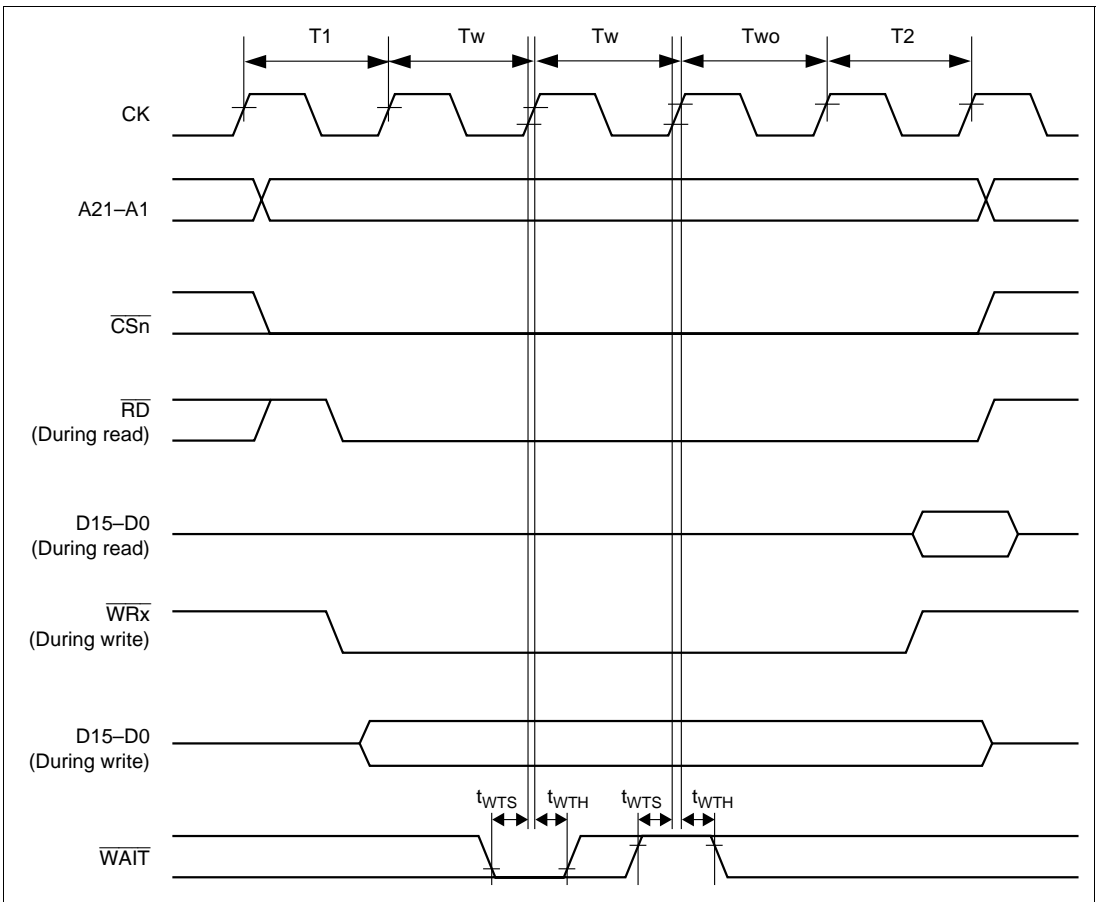 T1 Tw Tw Two T2
CK
A21–A1
CSn
RD
(During read)
D15–D0
(During read)
WRx
(During write)
D15–D0
(During write)
tWTS tWTH tWTS tWTH
WAIT